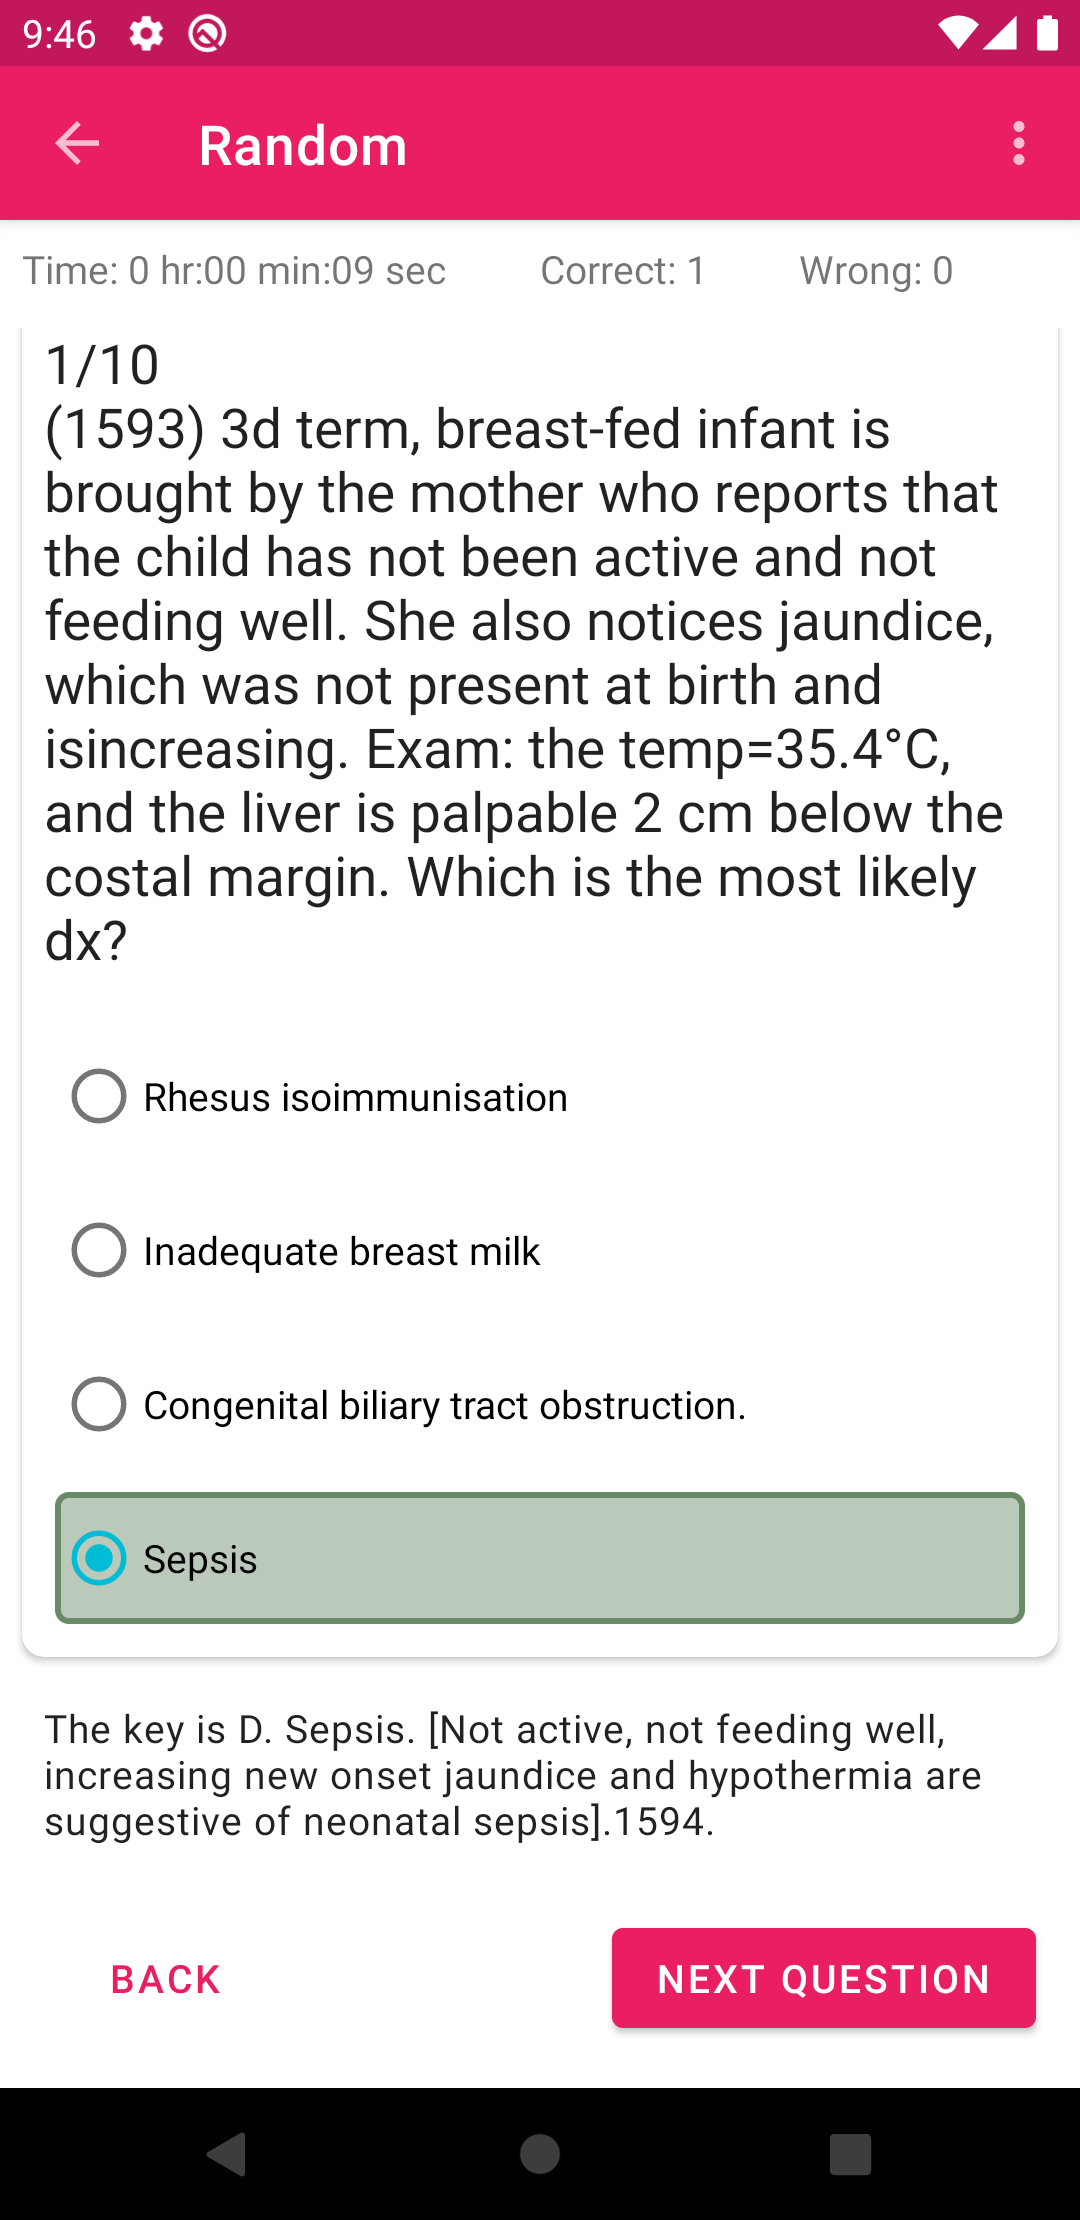 9:46
Random
Time: 0 hr:00 min:09 sec Correct: 1 Wrong: 0
1/10
(1593) 3d term, breast-fed infant is
brought by the mother who reports that
the child has not been active and not
feeding well. She also notices jaundice,
which was not present at birth and
isincreasing. Exam: the temp=35.4°C,
and the liver is palpable 2 cm below the
costal margin. Which is the most likely
dx?
Rhesus isoimmunisation
Inadequate breast milk
Congenital biliary tract obstruction.
Sepsis
The key is D. Sepsis. [Not active, not feeding well,
increasing new onset jaundice and hypothermia are
suggestive of neonatal sepsis].1594.
BACK NEXT QUESTION